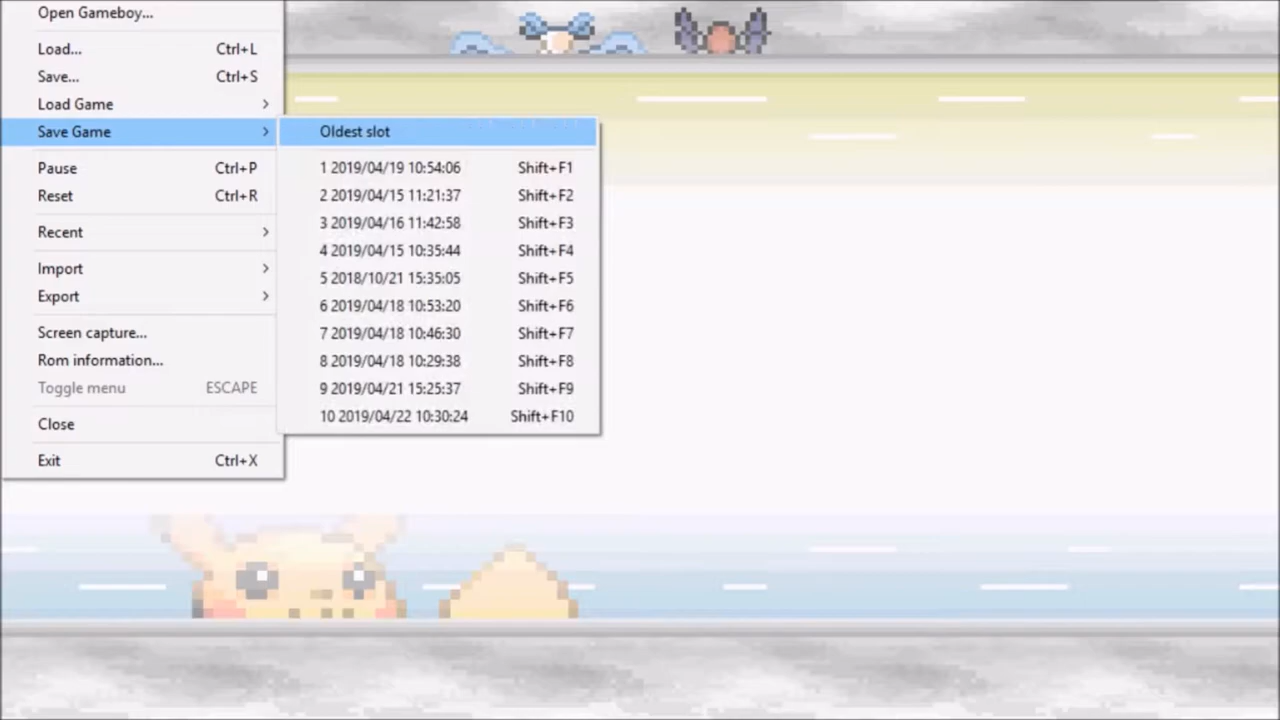 Open Gameboy...
Load... Ctrl+L
Save... Ctrl+S
Load Game
Save Game
Pause Ctrl+P
Reset Ctrl+R
Recent
Import
Export
Screen capture...
Rom information...
Toggle menu ESCAPE
Close
Exit Ctrl+X
Oldest slot
1 2019/04/19 10:54:06 Shift+F1
2 2019/04/15 11:21:37 Shift+F2
3 2019/04/16 11:42:58 Shift+F3
4 2019/04/15 10:35:44 Shift+F4
5 2018/10/21 15:35:05 Shift+F5
6 2019/04/18 10:53:20 Shift+F6
7 2019/04/18 10:46:30 Shift+F7
8 2019/04/18 10:29:38 Shift+F8
9 2019/04/21 15:25:37 Shift+F9
10 2019/04/22 10:30:24 Shift+F10